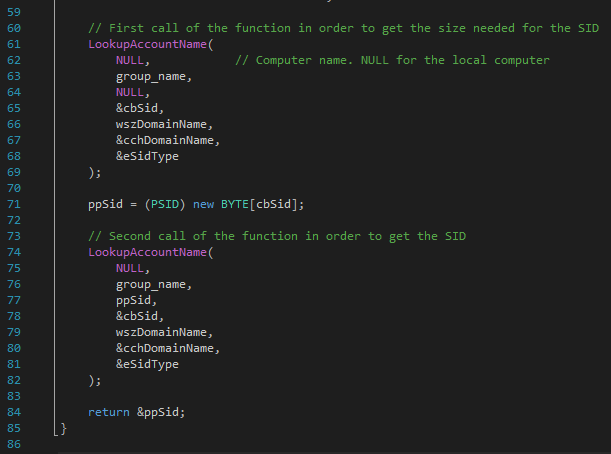 59
60 // First call of the function in order to get the size needed for the SID
61 LookupAccountName(
62 NULL, // Computer name. NULL for the local computer
63 group_name,
64 NULL,
65 &cbSid,
66 wszDomainName,
67 &cchDomainName,
68 &eSidType
69 );
70
71 ppSid = (PSID) new BYTE[cbSid];
72
73 // Second call of the function in order to get the SID
74 LookupAccountName(
75 NULL,
76 group_name,
77 ppSid,
78 &cbSid,
79 wszDomainName,
80 &cchDomainName,
81 &eSidType
82 );
83
84 return &ppSid;
85 }
86